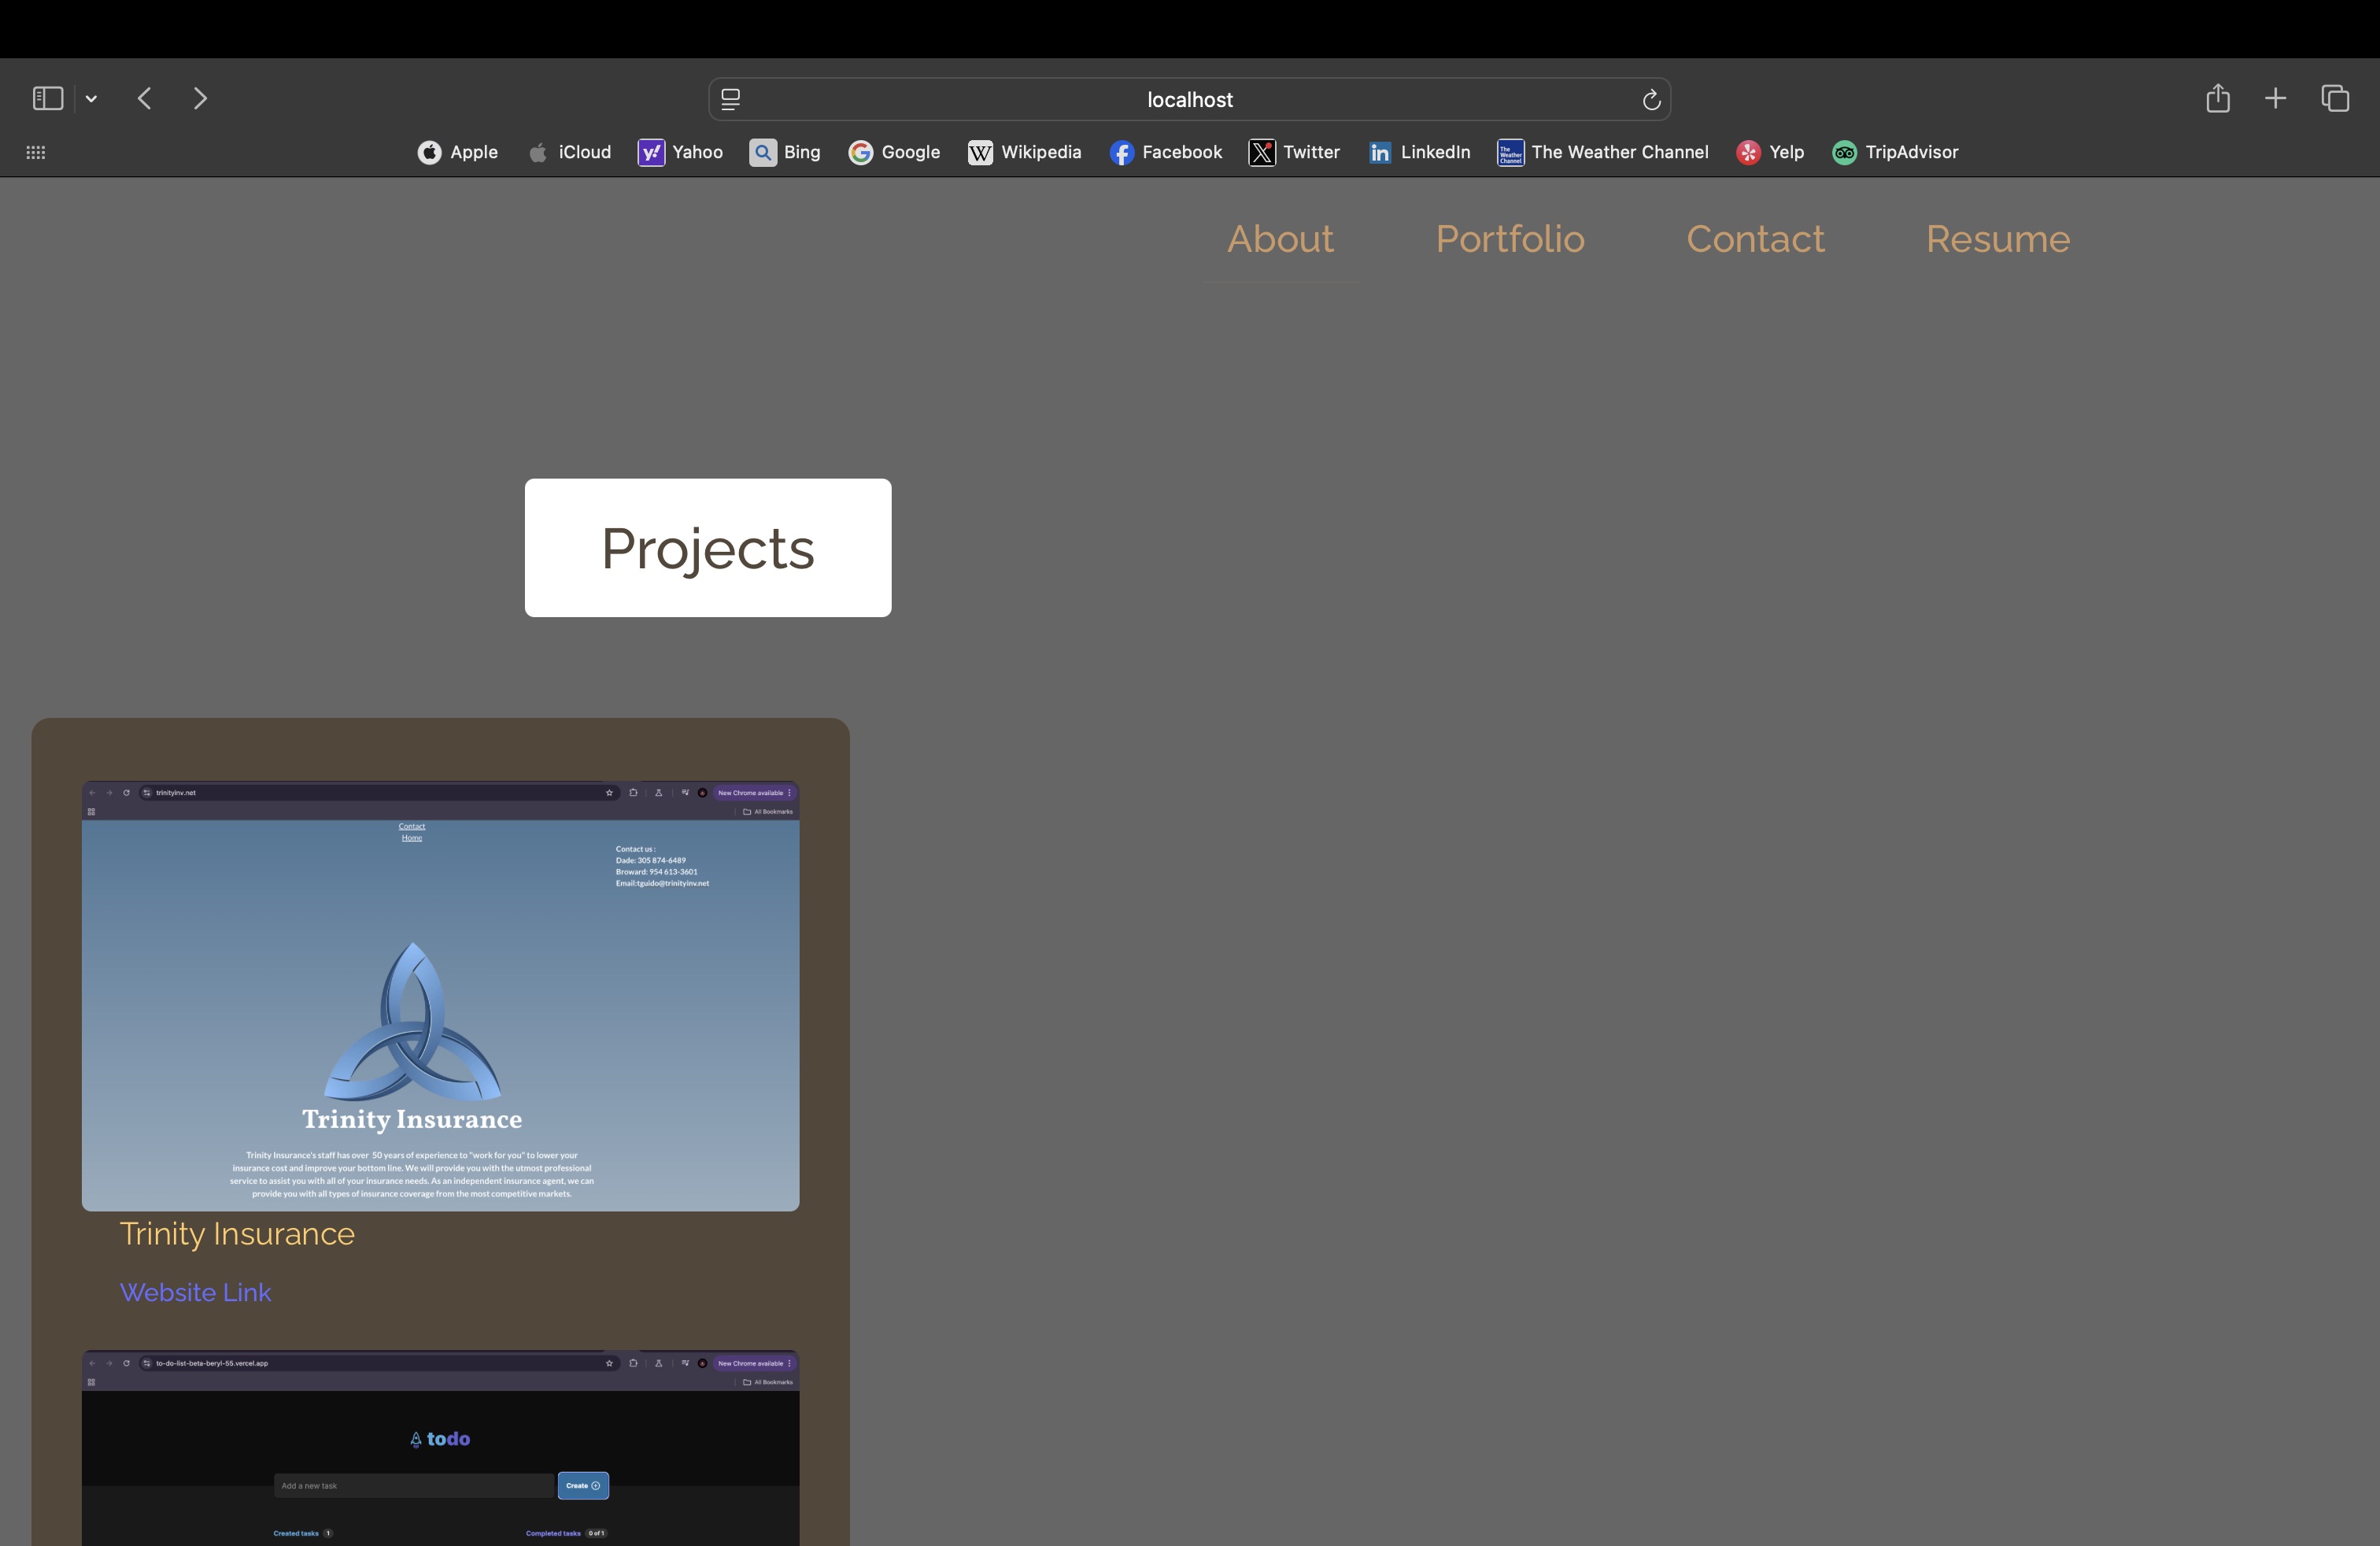 localhost
Apple
iCloud
Yahoo
Bing
Google
Wikipedia
Facebook
Twitter
LinkedIn
The Weather Channel
The Weather Channel
Yelp
TripAdvisor
About
Portfolio
Contact
Resume
Projects
trinityinv.net
New Chrome available
All Bookmarks
Contact
Home
Contact us :
Dade: 305 874-6489
Broward: 954 613-3601
Email:tguido@trinityinv.net
Trinity Insurance
Trinity Insurance's staff has over 50 years of experience to "work for you" to lower your
insurance cost and improve your bottom line. We will provide you with the utmost professional
service to assist you with all of your insurance needs. As an independent insurance agent, we can
provide you with all types of insurance coverage from the most competitive markets.
Trinity Insurance
Website Link
to-do-list-beta-beryl-55.vercel.app
New Chrome available
All Bookmarks
todo
Add a new task
Create
Created tasks 1
Completed tasks 0 of 1